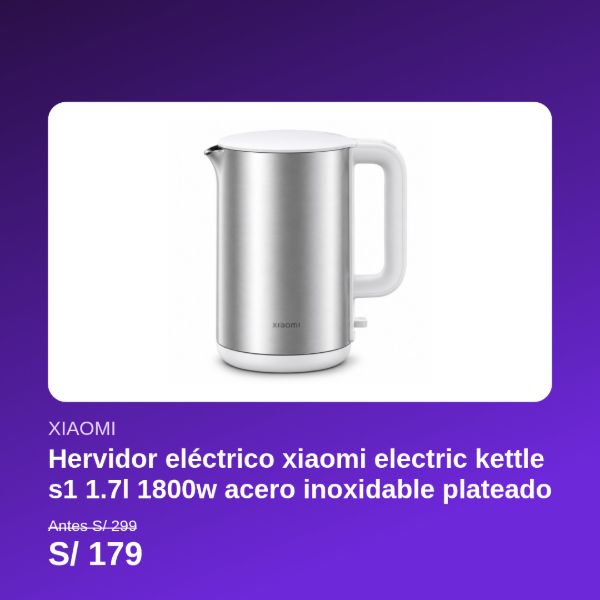 xiaomi
XIAOMI
Hervidor eléctrico xiaomi electric kettle
s1 1.7l 1800w acero inoxidable plateado
Antes S/ 299
S/ 179